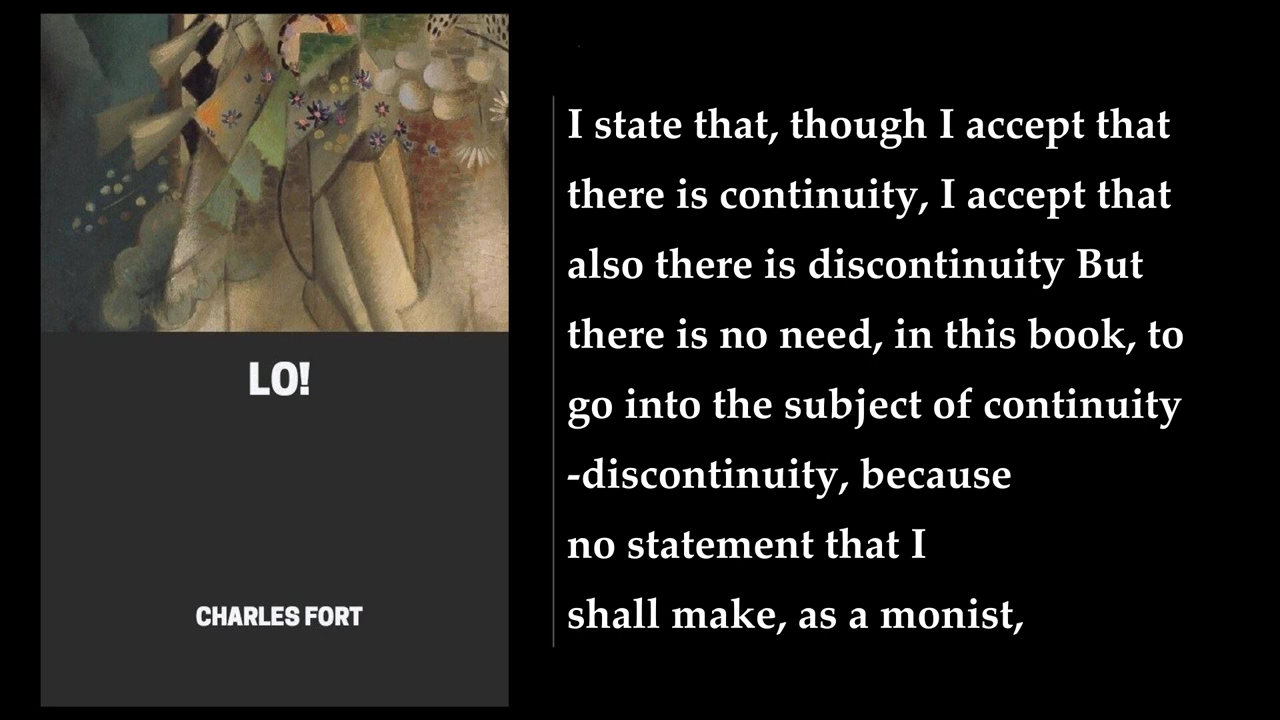 LO!
CHARLES FORT
I state that, though I accept that
there is continuity, I accept that
also there is discontinuity But
there is no need, in this book, to
go into the subject of continuity
-discontinuity, because
no statement that I
shall make, as a monist,